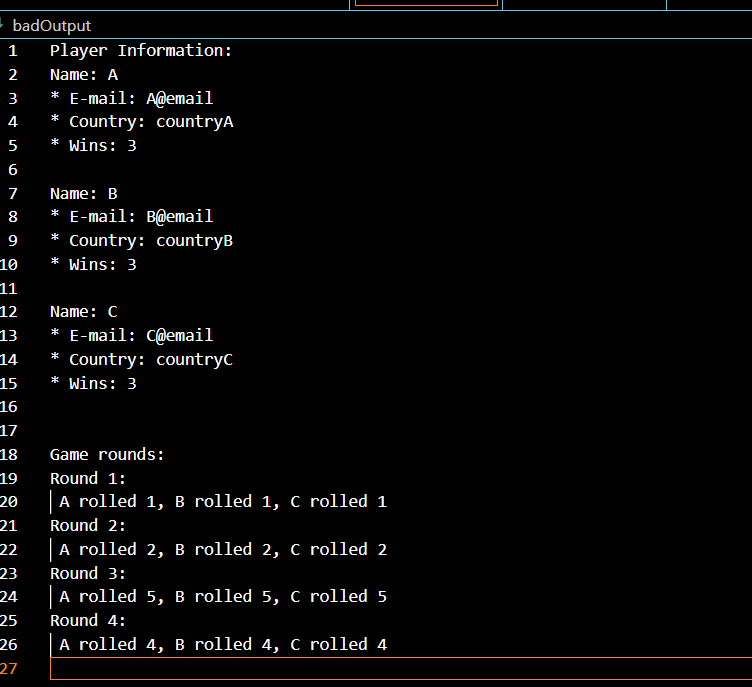 badOutput
1 Player Information:
2 Name: A
3 * E-mail: A@email
4 * Country: countryA
5 * Wins: 3
6
7 Name: B
8 * E-mail: B@email
9 * Country: countryB
10 * Wins: 3
11
12 Name: C
13 * E-mail: C@email
14 * Country: countryC
15 * Wins: 3
16
17
18 Game rounds:
19 Round 1:
20 A rolled 1, B rolled 1, C rolled 1
21 Round 2:
22 A rolled 2, B rolled 2, C rolled 2
23 Round 3:
24 A rolled 5, B rolled 5, C rolled 5
25 Round 4:
26 A rolled 4, B rolled 4, C rolled 4
27